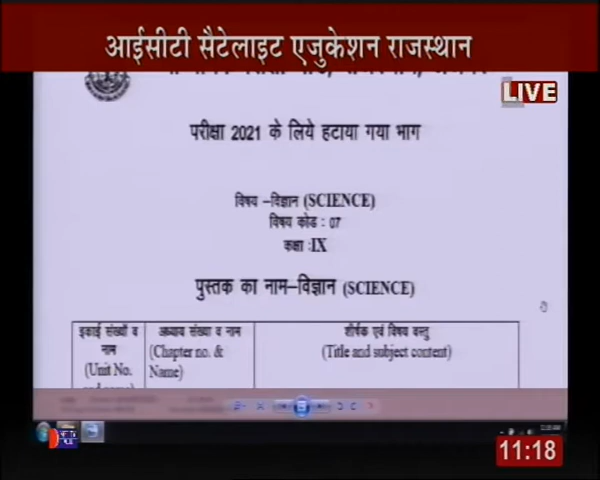 आईसीटी सैटेलाइट एजुकेशन राजस्थान
LIVE
परीक्षा 2021 के लिये हटाया गया भाग
विषय –विज्ञान (SCIENCE)
विषय कोड : 07
कक्षा :IX
पुस्तक का नाम–विज्ञान (SCIENCE)
इकाई संख्यों व
नाम
(Unit No.
अध्याय संख्या व नाम
(Chapter no. &
Name)
शीर्षक एवं विषय वस्तु
(Title and subject content)
11:18